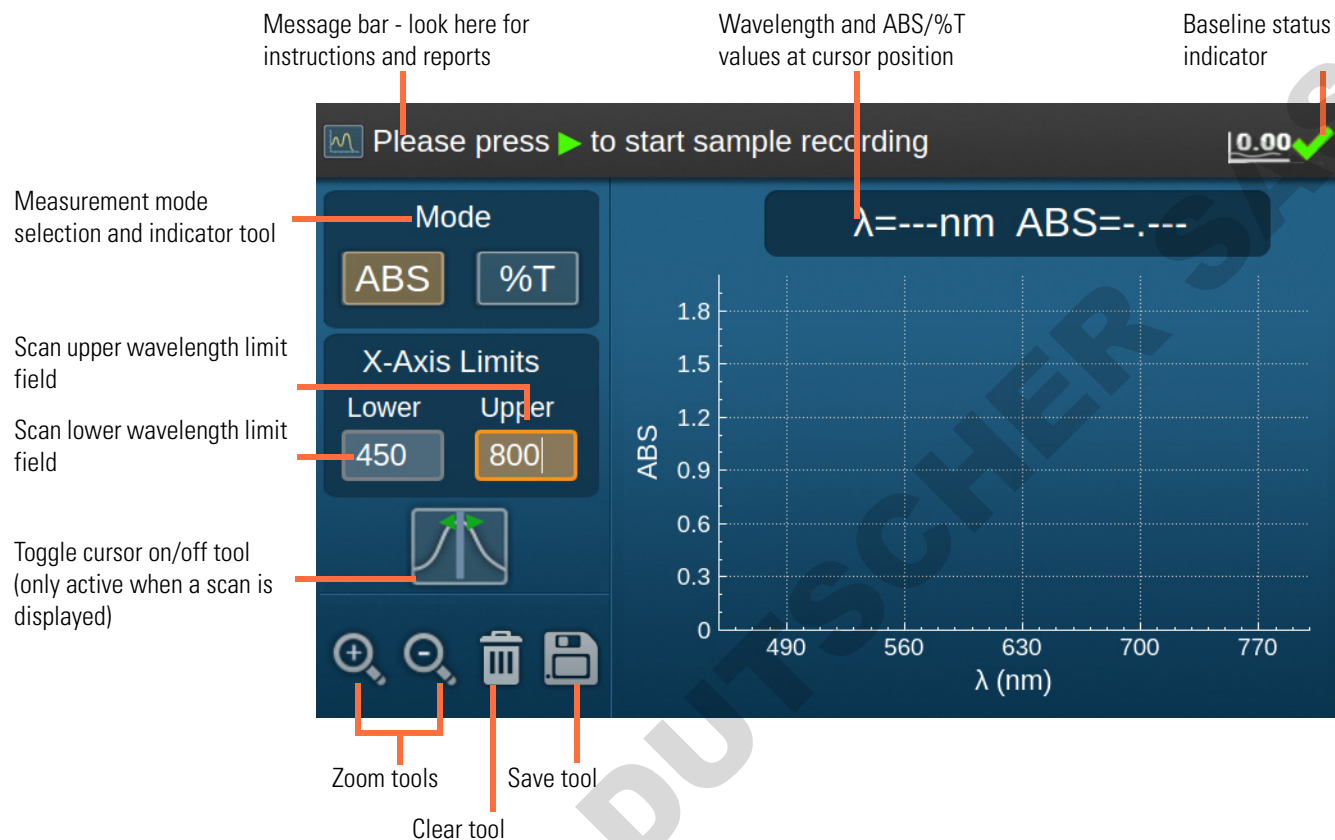 Message bar - look here for
instructions and reports
Wavelength and ABS/%T
values at cursor position
Baseline status
indicator
Please press ▶ to start sample recording
0.00
Measurement mode
selection and indicator tool
Mode
ABS %T
λ=---nm ABS=-.---
Scan upper wavelength limit
field
X-Axis Limits
Lower Upper
Scan lower wavelength limit
field
450 800
Toggle cursor on/off tool
(only active when a scan is
displayed)
ABS
1.8
1.5
1.2
0.9
0.6
0.3
0
490 560 630 700 770
λ (nm)
Zoom tools
Save tool
Clear tool
DUTSCHER SAS